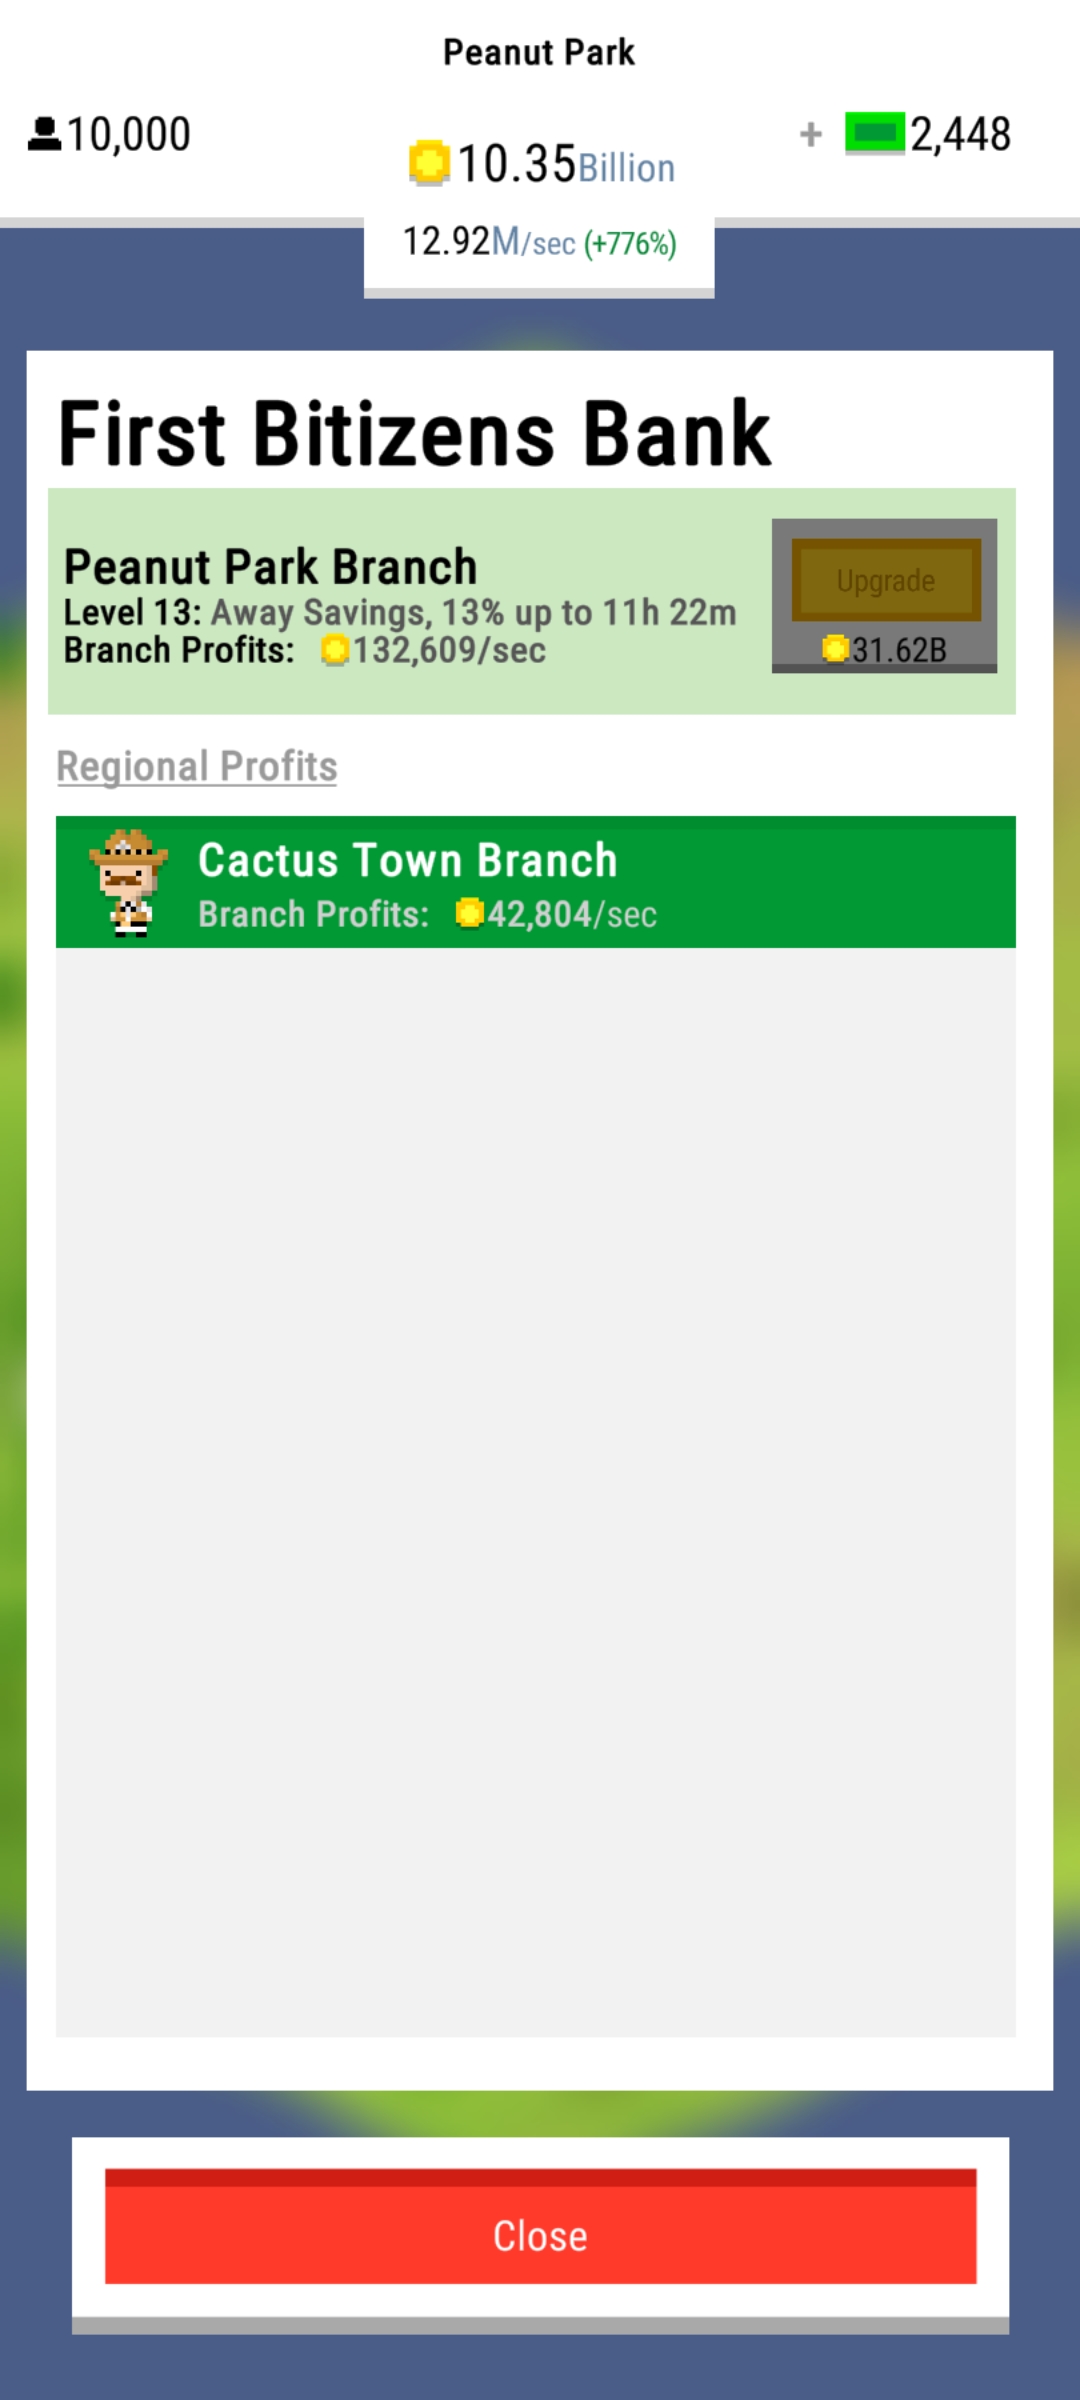 Peanut Park
10,000
10.35Billion
+ 2,448
12.92M/sec (+776%)
First Bitizens Bank
Peanut Park Branch
Level 13: Away Savings, 13% up to 11h 22m
Branch Profits: 132,609/sec
Upgrade
31.62B
Regional Profits
Cactus Town Branch
Branch Profits: 42,804/sec
Close